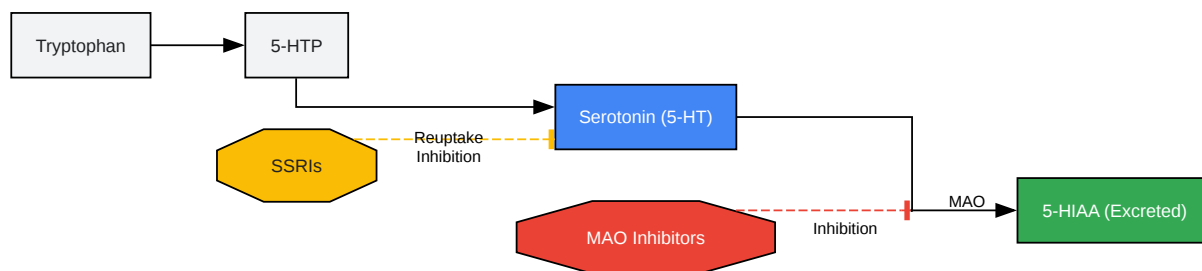 Tryptophan
5-HTP
Serotonin (5-HT)
SSRIs
Reuptake
Inhibition
MAO Inhibitors
Inhibition
MAO
5-HIAA (Excreted)